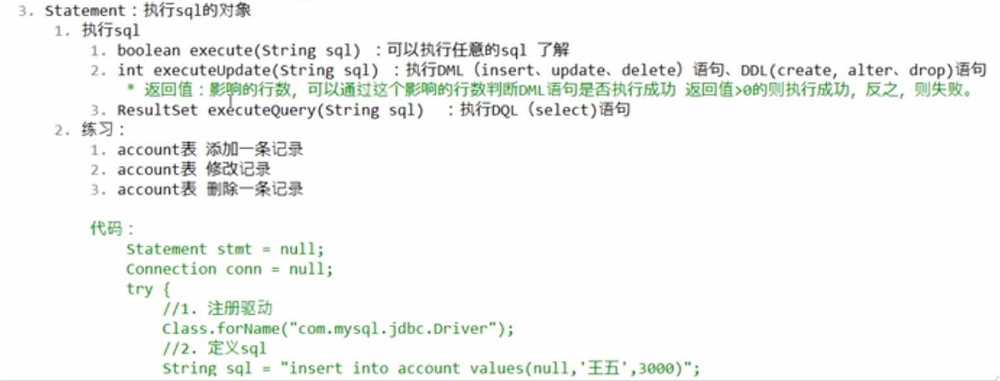 3. Statement：执行sql的对象
1. 执行sql
1. boolean execute(String sql) ：可以执行任意的sql 了解
2. int executeUpdate(String sql) ：执行DML（insert、update、delete）语句、DDL(create, alter、drop)语句
* 返回值：影响的行数，可以通过这个影响的行数判断DML语句是否执行成功 返回值>0的则执行成功，反之，则失败。
3. ResultSet executeQuery(String sql) ：执行DQL（select)语句
2. 练习：
1. account表 添加一条记录
2. account表 修改记录
3. account表 删除一条记录
代码：
Statement stmt = null;
Connection conn = null;
try {
//1. 注册驱动
Class.forName("com.mysql.jdbc.Driver");
//2. 定义sql
String sql = "insert into account values(null,'王五',3000)";